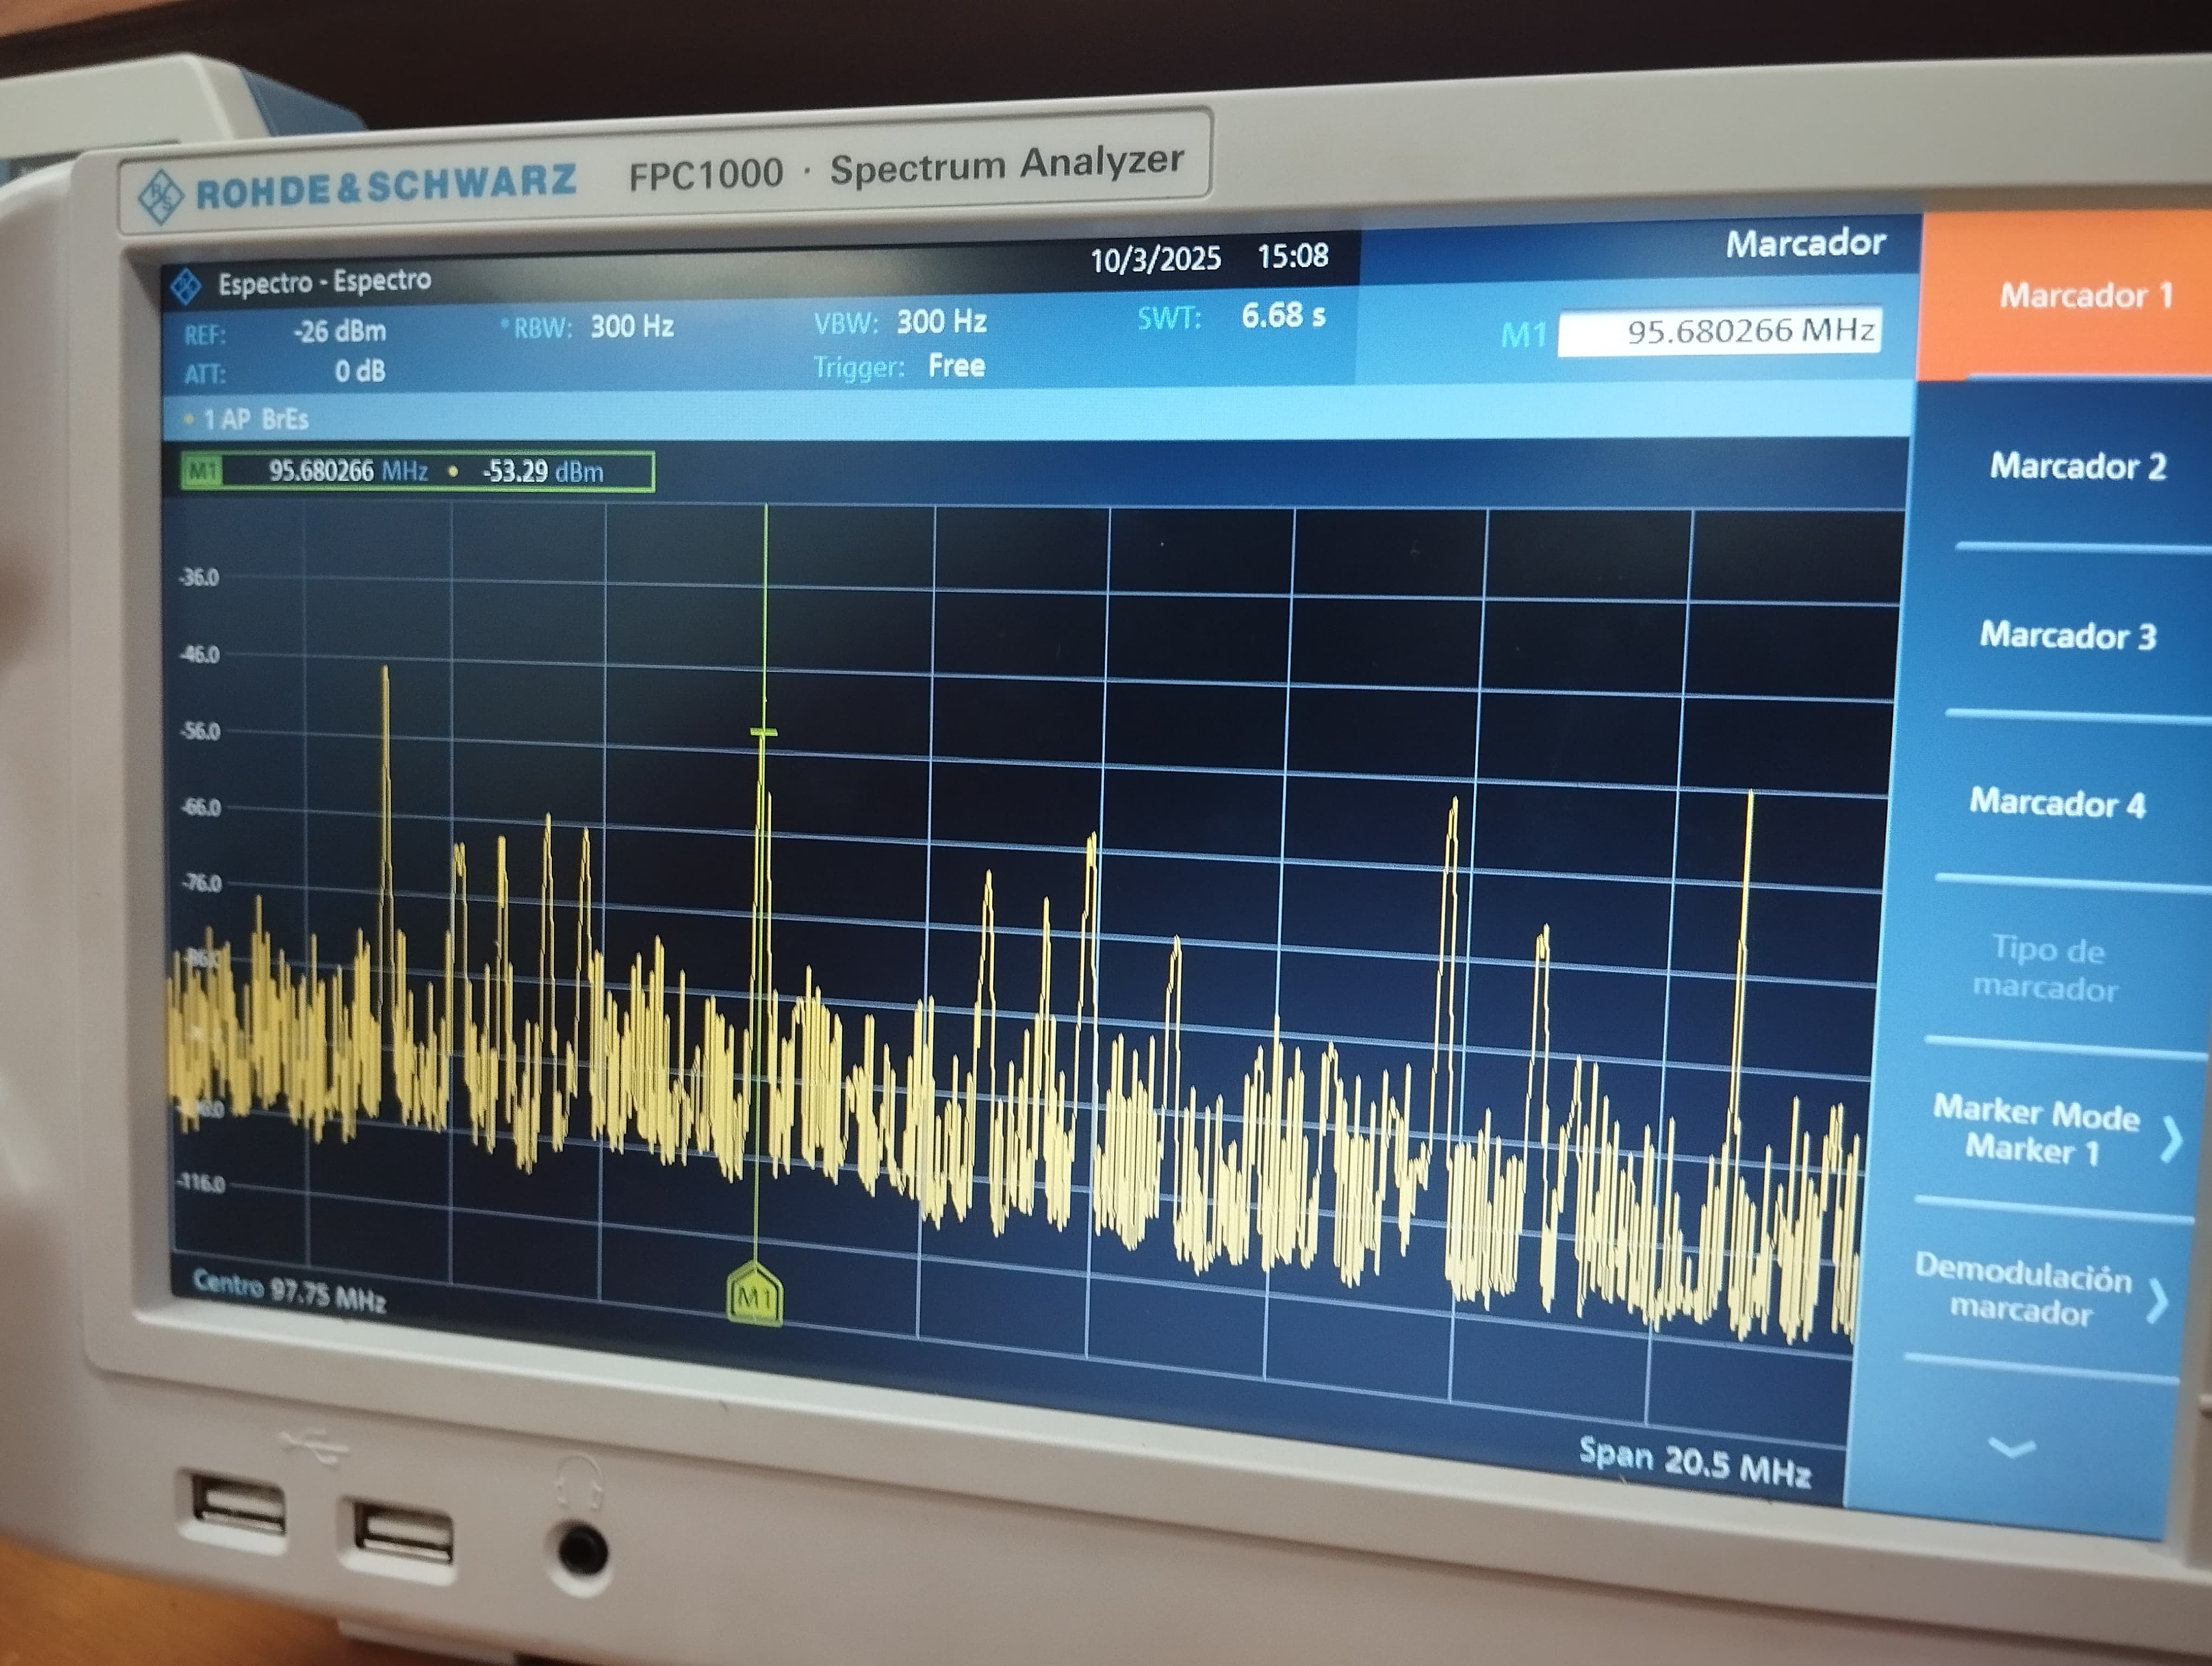 ROHDE & SCHWARZ FPC1000 · Spectrum Analyzer
Espectro - Espectro 10/3/2025 15:08 Marcador
REF: -26 dBm *RBW: 300 Hz VBW: 300 Hz SWT: 6.68 s M1 95.680266 MHz
ATT: 0 dB Trigger: Free
• 1 AP BrEs
M1 95.680266 MHz • -53.29 dBm
-36.0
-46.0
-56.0
-66.0
-76.0
-116.0
M1
Centro 97.75 MHz
Span 20.5 MHz
Marcador 1
Marcador 2
Marcador 3
Marcador 4
Tipo de
marcador
Marker Mode
Marker 1
Demodulación
marcador